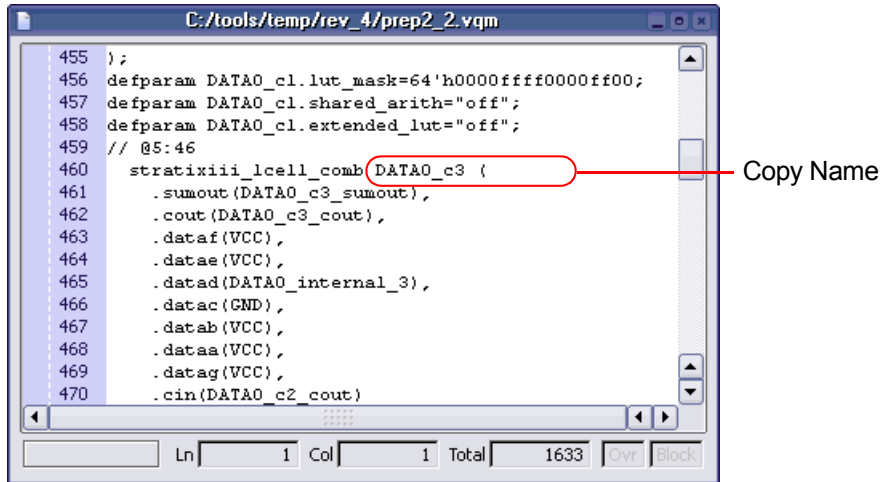 C:/tools/temp/rev_4/prep2_2.vqm
455 );
456 defparam DATA0_c1.lut_mask=64'h0000ffff0000ff00;
457 defparam DATA0_c1.shared_arith="off";
458 defparam DATA0_c1.extended_lut="off";
459 // @5:46
460 stratixiii_lcell_comb DATA0_c3 (
Copy Name
461 .sumout(DATA0_c3_sumout),
462 .cout(DATA0_c3_cout),
463 .dataf(VCC),
464 .datae(VCC),
465 .datad(DATA0_internal_3),
466 .datac(GND),
467 .datab(VCC),
468 .dataa(VCC),
469 .datag(VCC),
470 .cin(DATA0_c2_cout)
Ln 1 Col 1 Total 1633 Ovr Block